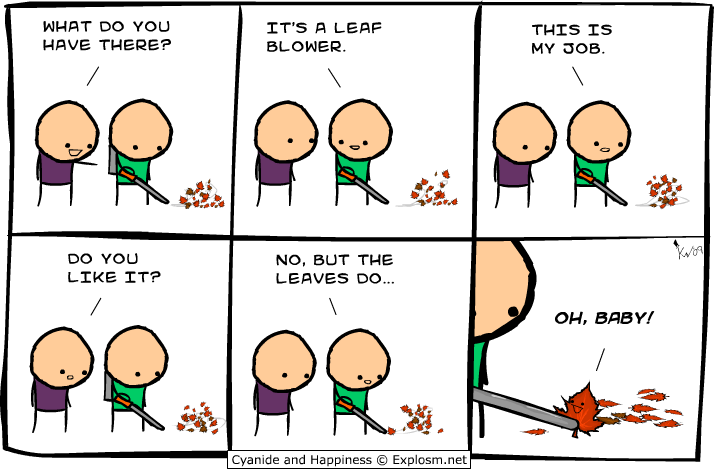 WHAT DO YOU
HAVE THERE?
IT'S A LEAF
BLOWER.
THIS IS
MY JOB.
DO YOU
LIKE IT?
NO, BUT THE
LEAVES DO...
OH, BABY!
Cyanide and Happiness © Explosm.net